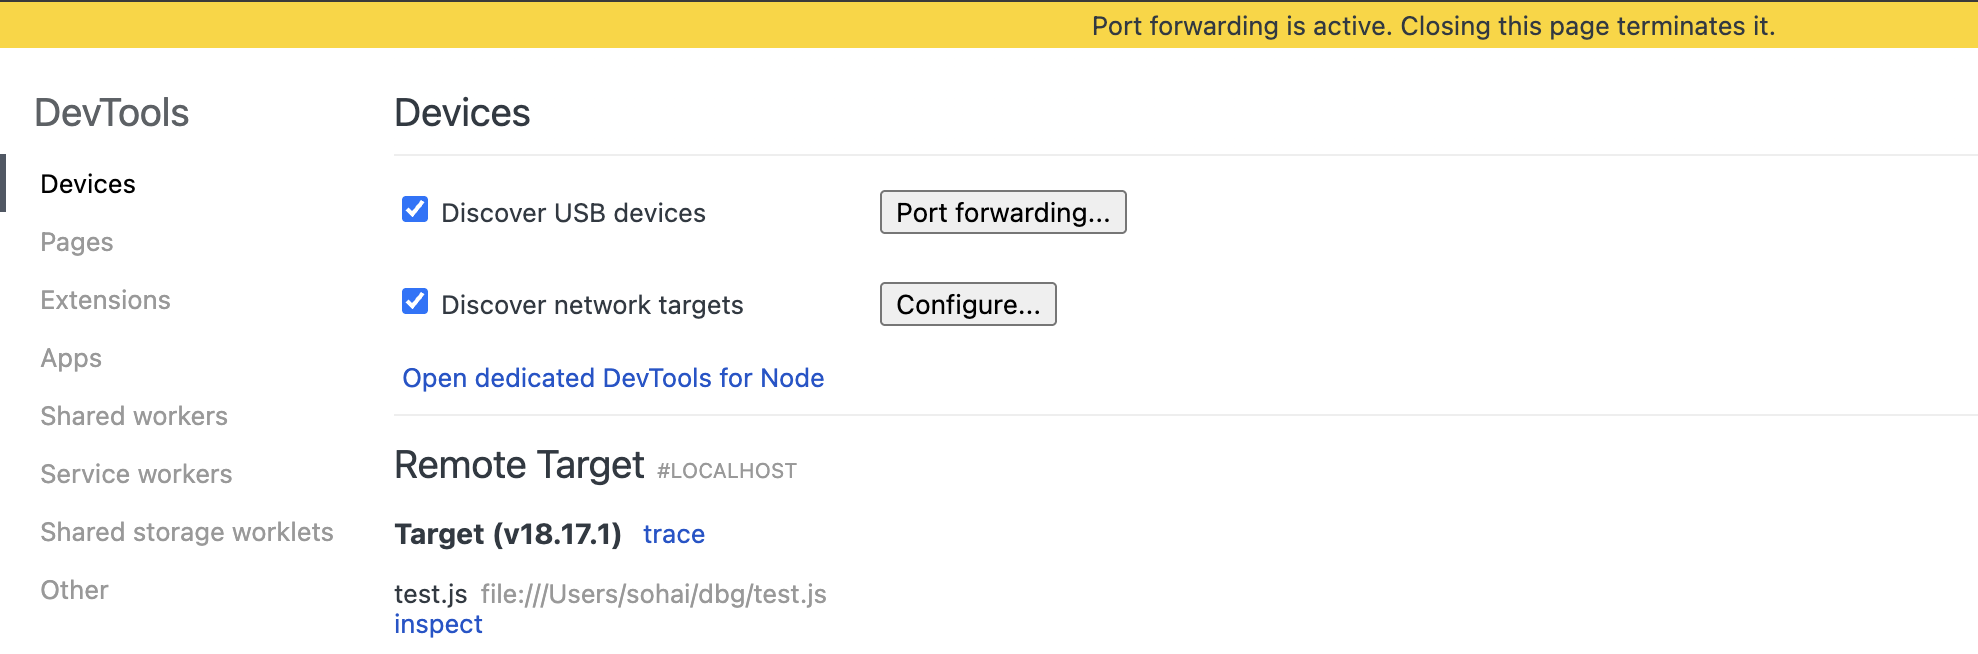 Port forwarding is active. Closing this page terminates it.
DevTools
Devices
Pages
Extensions
Apps
Shared workers
Service workers
Shared storage worklets
Other
Devices
Discover USB devices
Port forwarding...
Discover network targets
Configure...
Open dedicated DevTools for Node
Remote Target #LOCALHOST
Target (v18.17.1) trace
test.js file:///Users/sohai/dbg/test.js
inspect